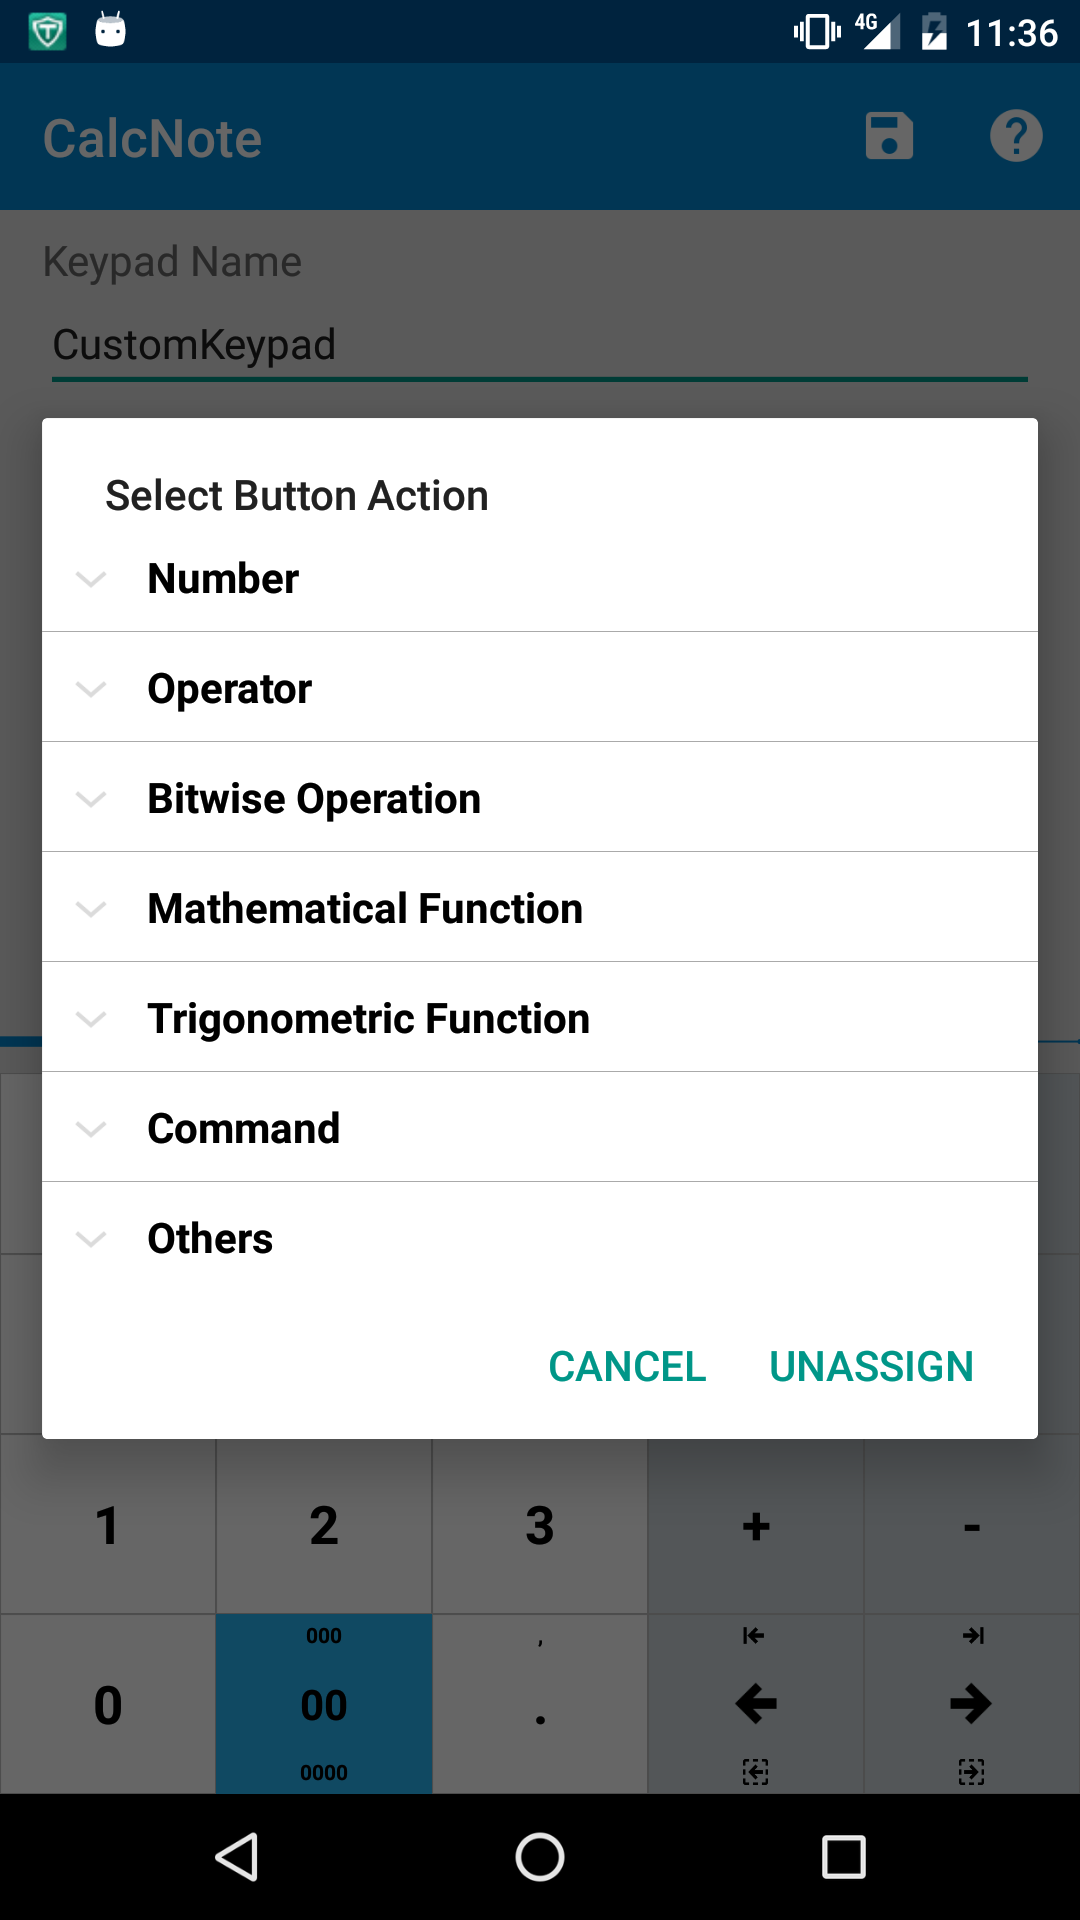 4G 11:36
CalcNote
Keypad Name
CustomKeypad
Select Button Action
Number
Operator
Bitwise Operation
Mathematical Function
Trigonometric Function
Command
Others
CANCEL UNASSIGN
1 2 3 + -
000 ,
0 00 .
0000